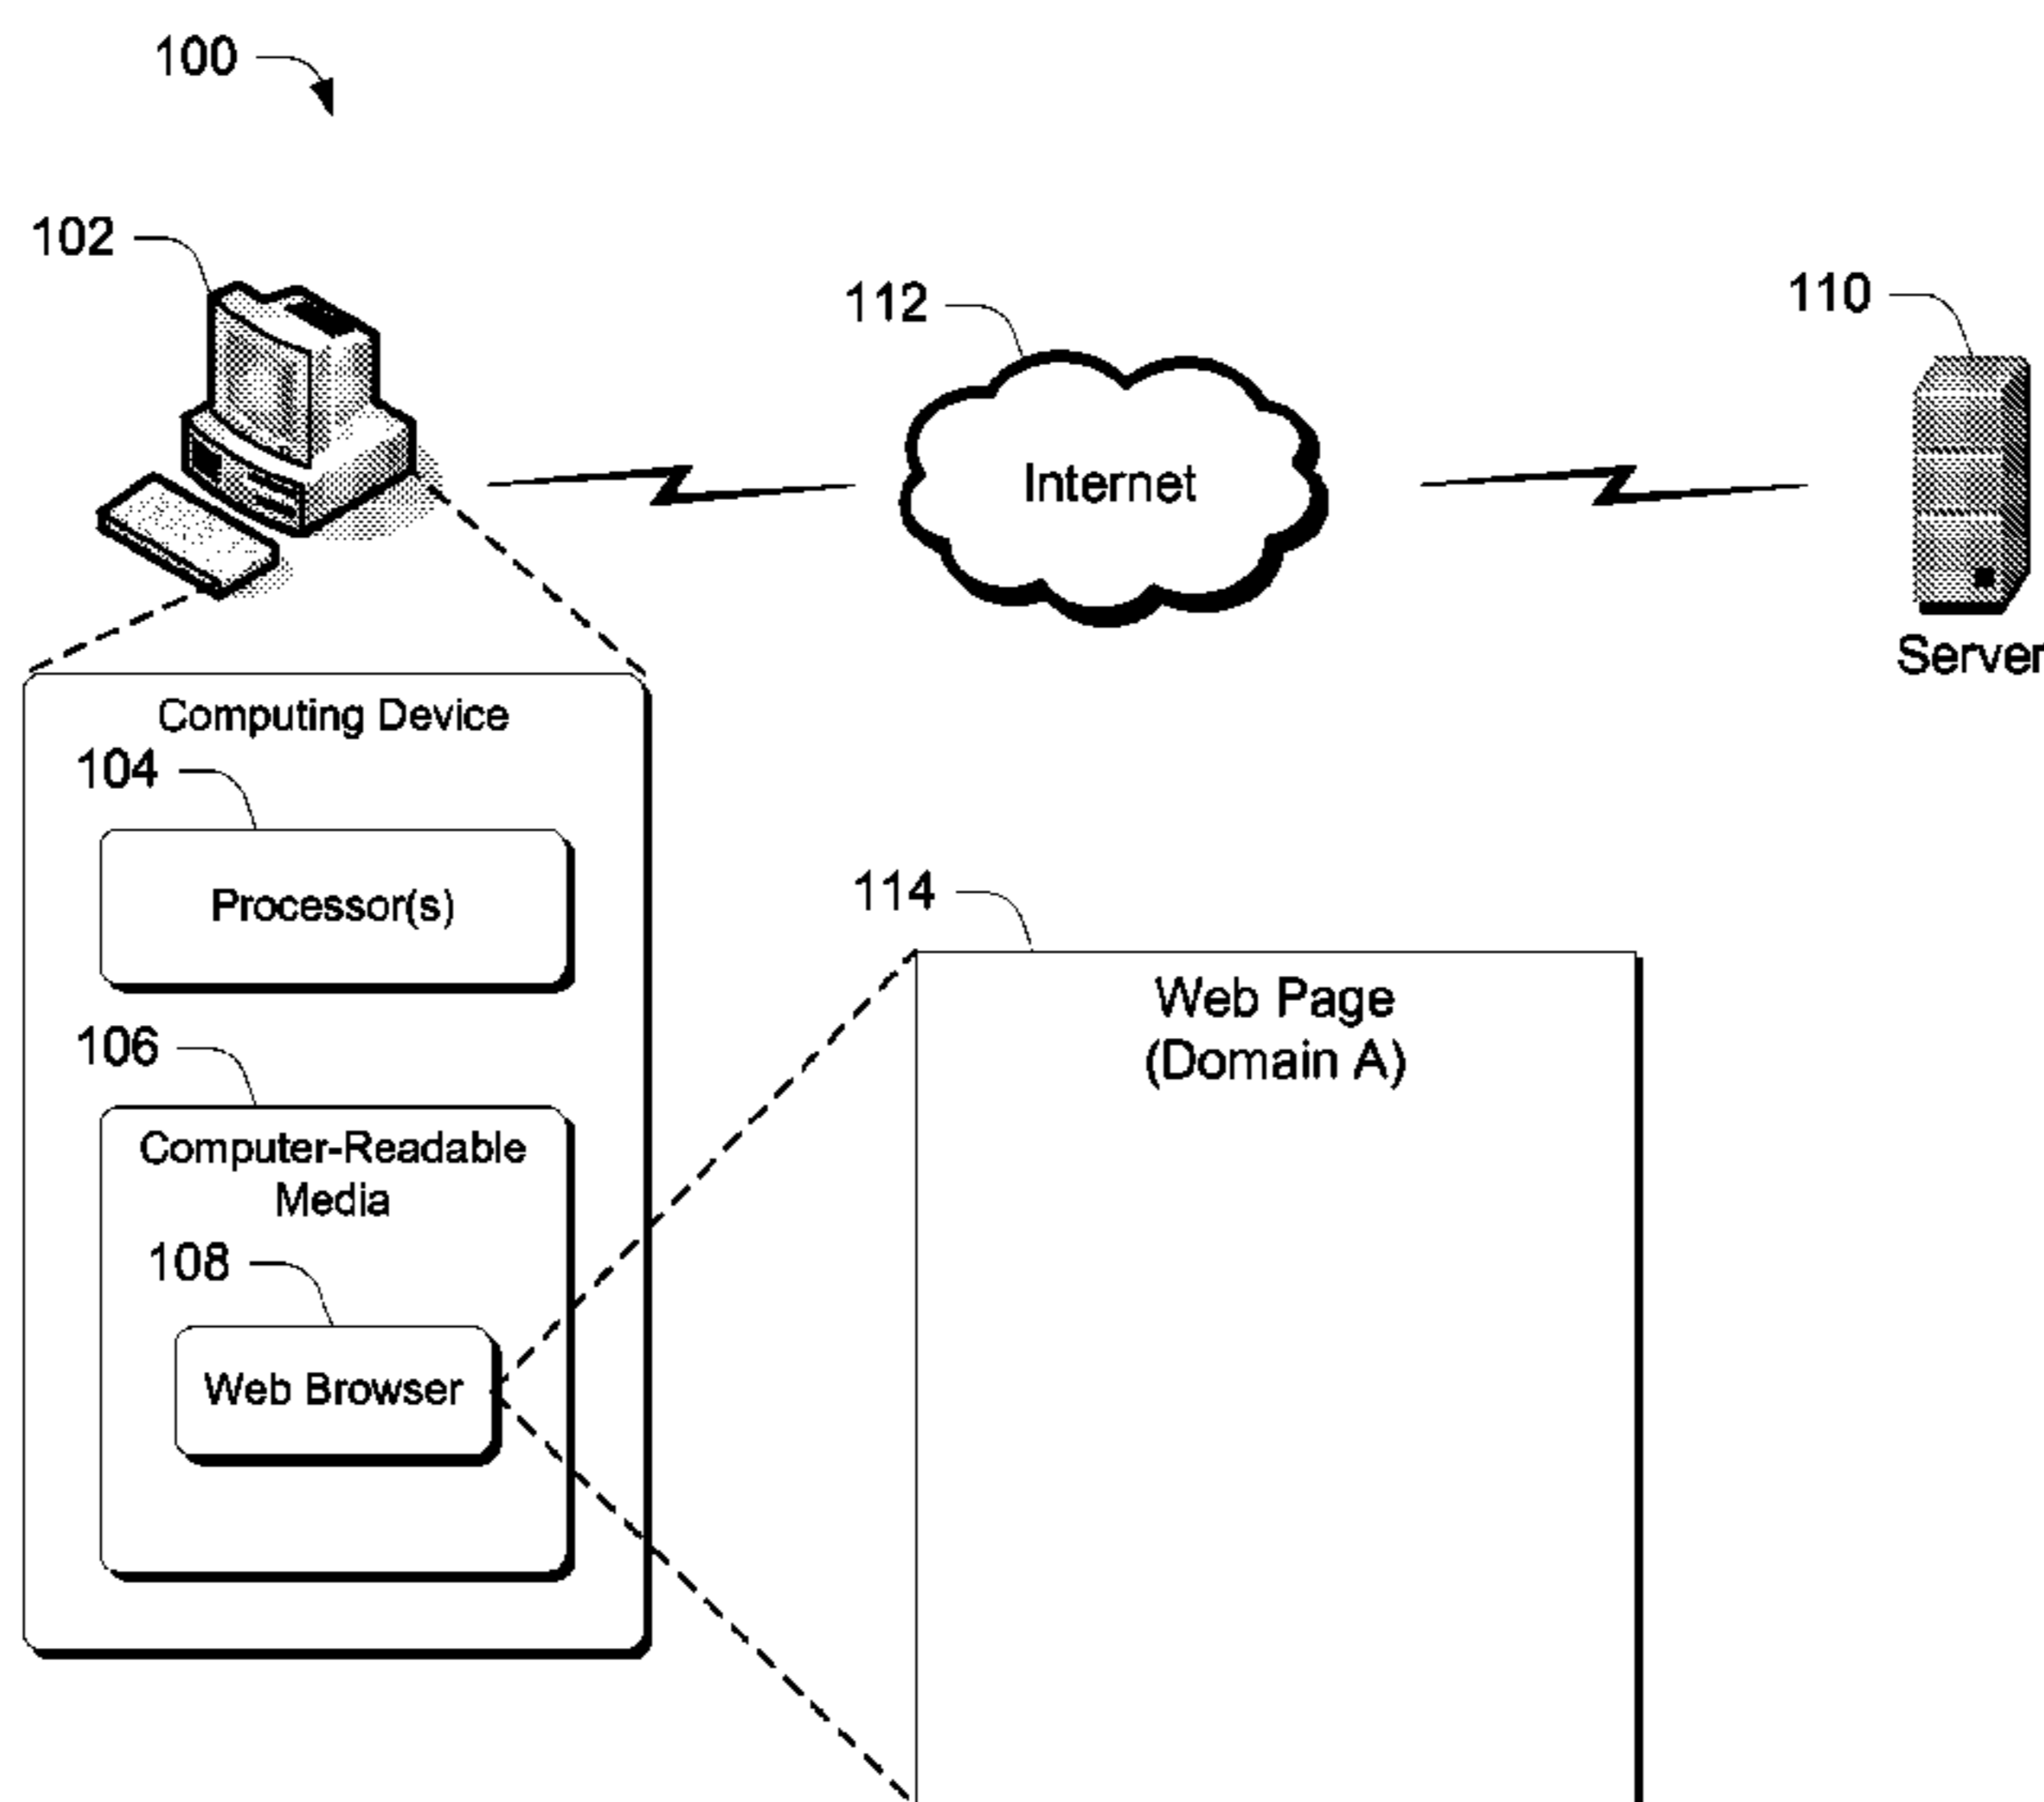 100
102
112
110
Internet
Server
Computing Device
104
Processor(s)
114
Web Page
(Domain A)
106
Computer-Readable
Media
108
Web Browser